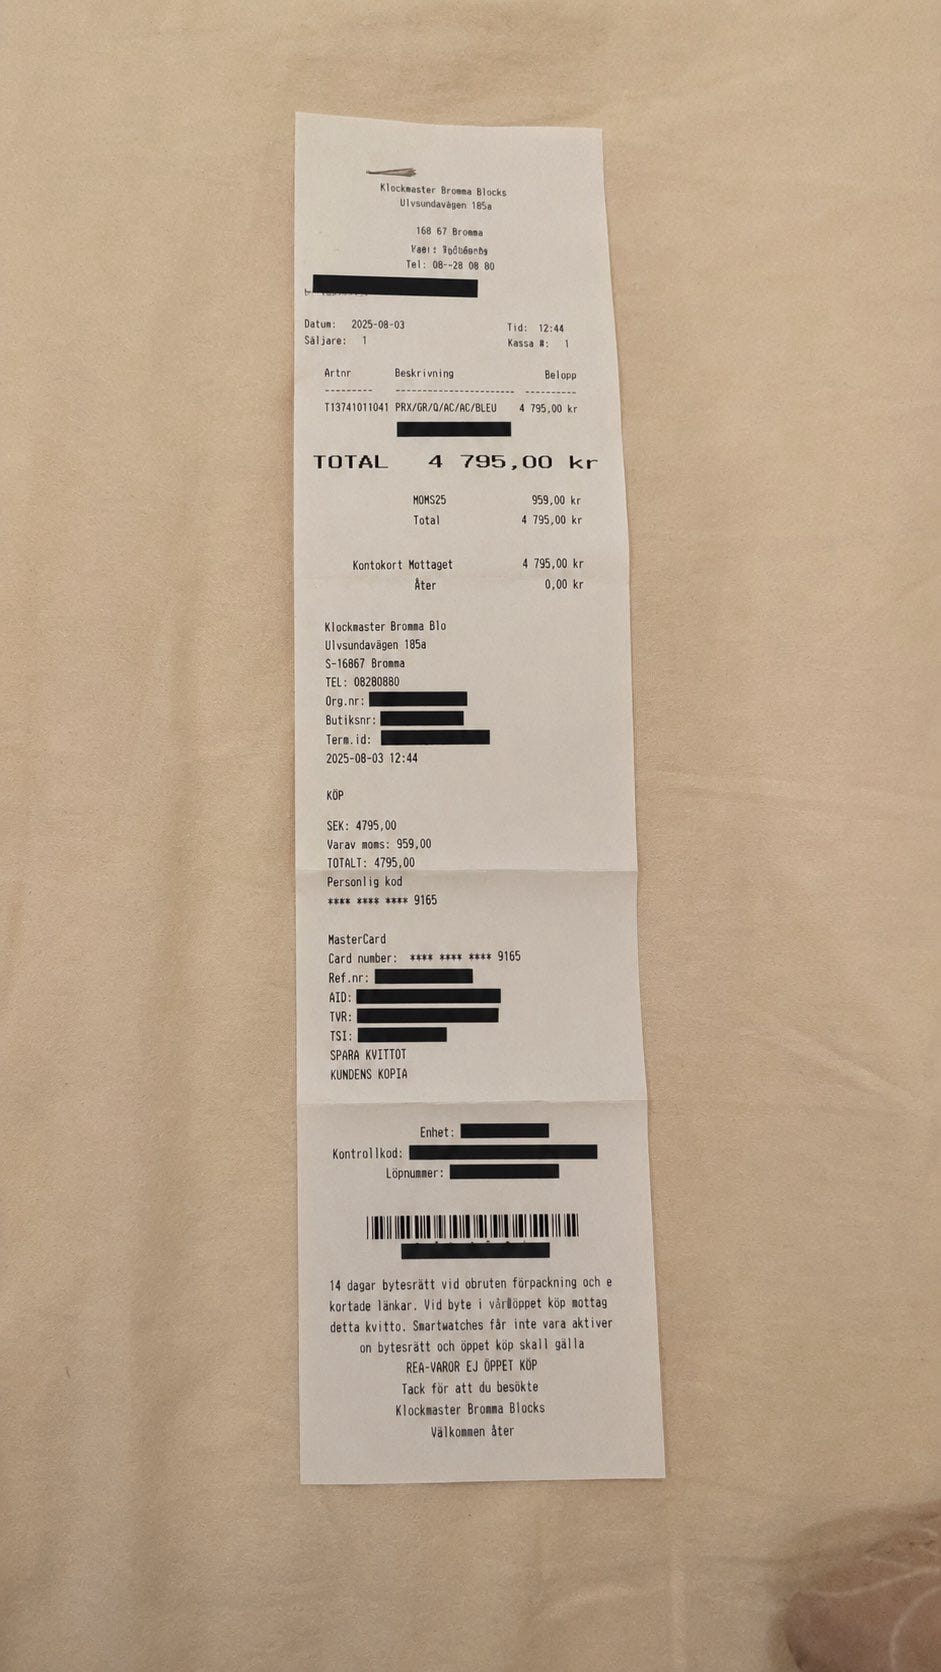 Klockmaster Bromma Blocks
Ulvsundavägen 185a
168 67 Bromma
Tel: 08--28 08 80
Datum: 2025-08-03 Tid: 12:44
Säljare: 1 Kassa #: 1
Artnr Beskrivning Belopp
T13741011041 PRX/GR/Q/AC/AC/BLEU 4 795,00 kr
TOTAL 4 795,00 kr
MOMS25 959,00 kr
Total 4 795,00 kr
Kontokort Mottaget 4 795,00 kr
Åter 0,00 kr
Klockmaster Bromma Blo
Ulvsundavägen 185a
S-16867 Bromma
TEL: 08280880
Org.nr:
Butiksnr:
Term.id:
2025-08-03 12:44
KÖP
SEK: 4795,00
Varav moms: 959,00
TOTALT: 4795,00
Personlig kod
**** **** **** 9165
MasterCard
Card number: **** **** **** 9165
Ref.nr:
AID:
TVR:
TSI:
SPARA KVITTOT
KUNDENS KOPIA
Enhet:
Kontrollkod:
Löpnummer:
14 dagar bytesrätt vid obruten förpackning och e
kortade länkar. Vid byte i öppet köp mottag
detta kvitto. Smartwatches får inte vara aktiver
on bytesrätt och öppet köp skall gälla
REA-VAROR EJ ÖPPET KÖP
Tack för att du besökte
Klockmaster Bromma Blocks
Välkommen åter